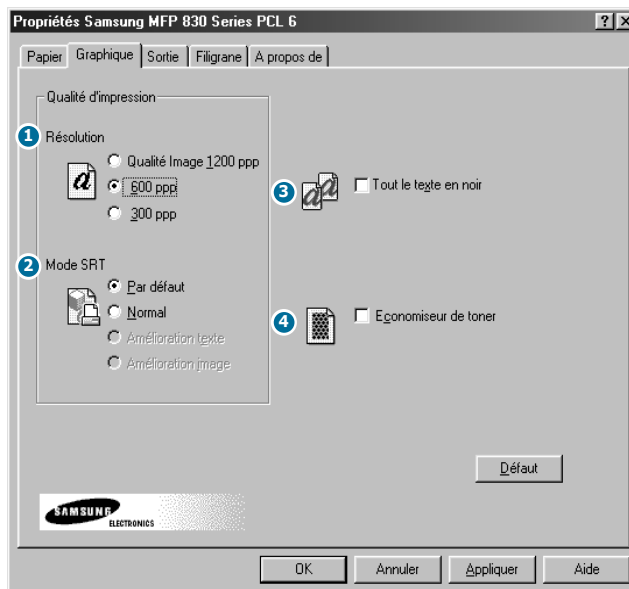 Propriétés Samsung MFP 830 Series PCL 6
Papier Graphique Sortie Filigrane A propos de
Qualité d'impression
1 Résolution
Qualité Image 1200 ppp
600 ppp
300 ppp
2 Mode SRT
Par défaut
Normal
Amélioration texte
Amélioration image
3 Tout le texte en noir
4 Economiseur de toner
Défaut
SAMSUNG
ELECTRONICS
OK Annuler Appliquer Aide